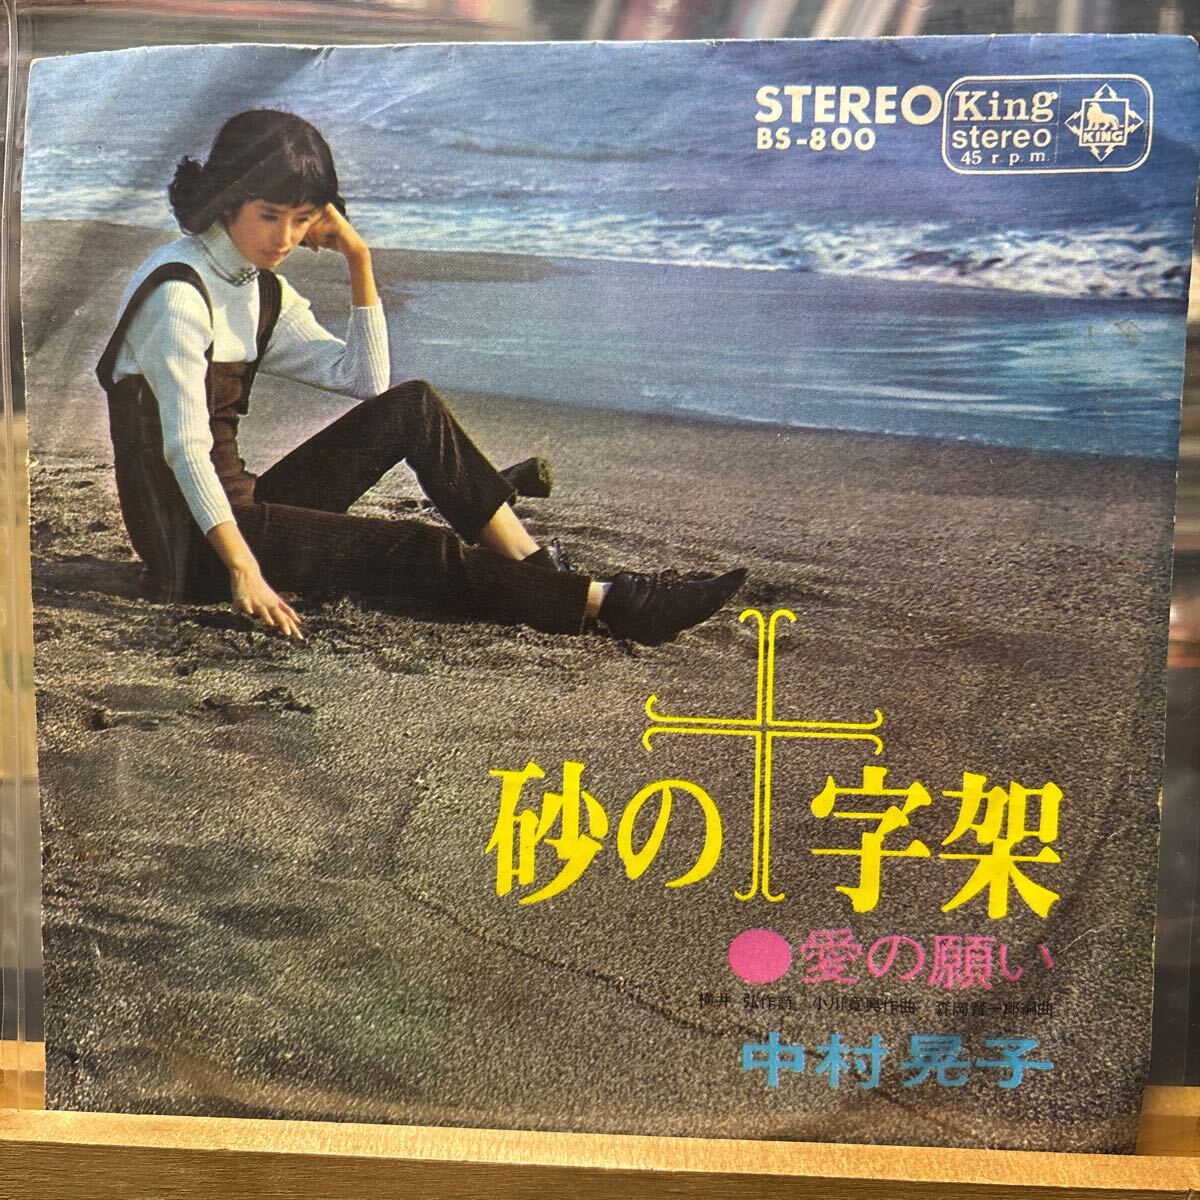 STEREO
BS-800
King
stereo
45 r.p.m.
KING
砂の十字架
●愛の願い
横井 弘作詩 小川寛興作曲 森岡賢一郎編曲
中村晃子